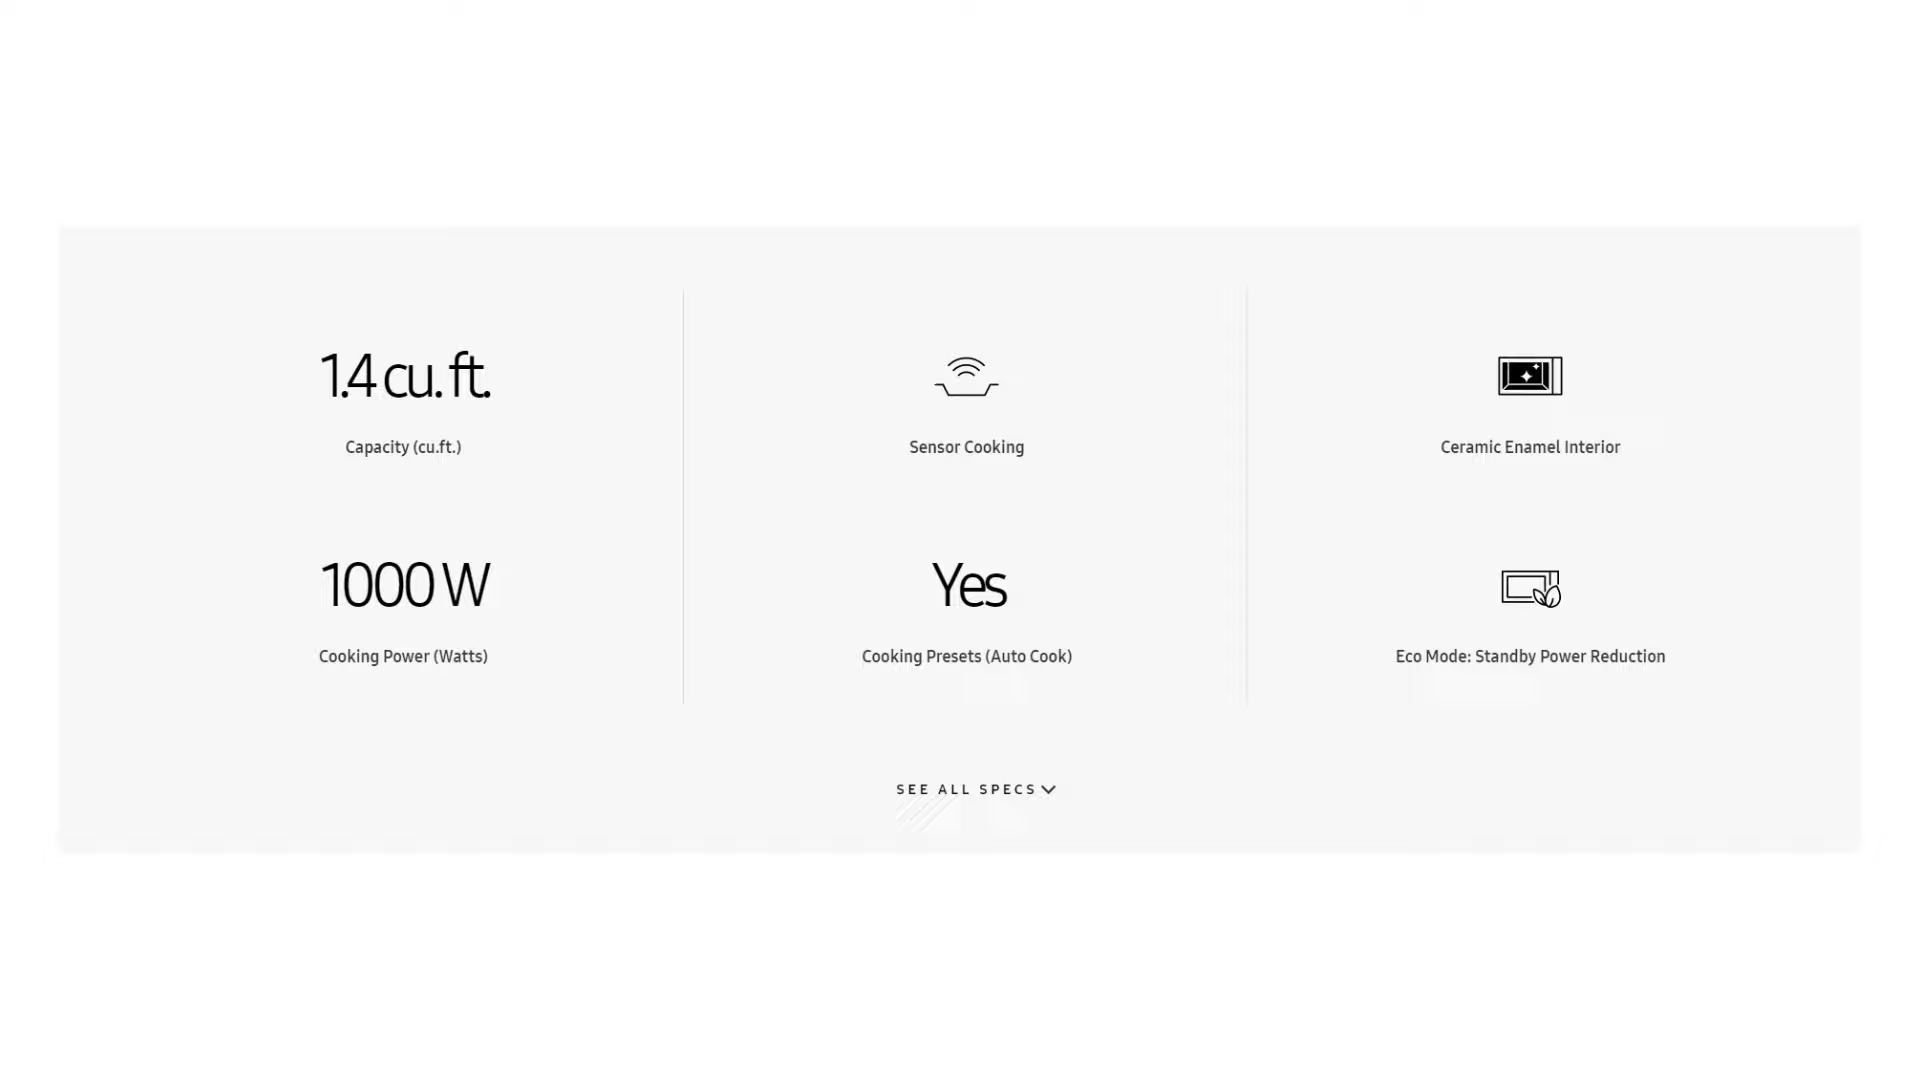 1.4 cu. ft.
Capacity (cu.ft.)
Sensor Cooking
Ceramic Enamel Interior
1000 W
Cooking Power (Watts)
Yes
Cooking Presets (Auto Cook)
Eco Mode: Standby Power Reduction
SEE ALL SPECS